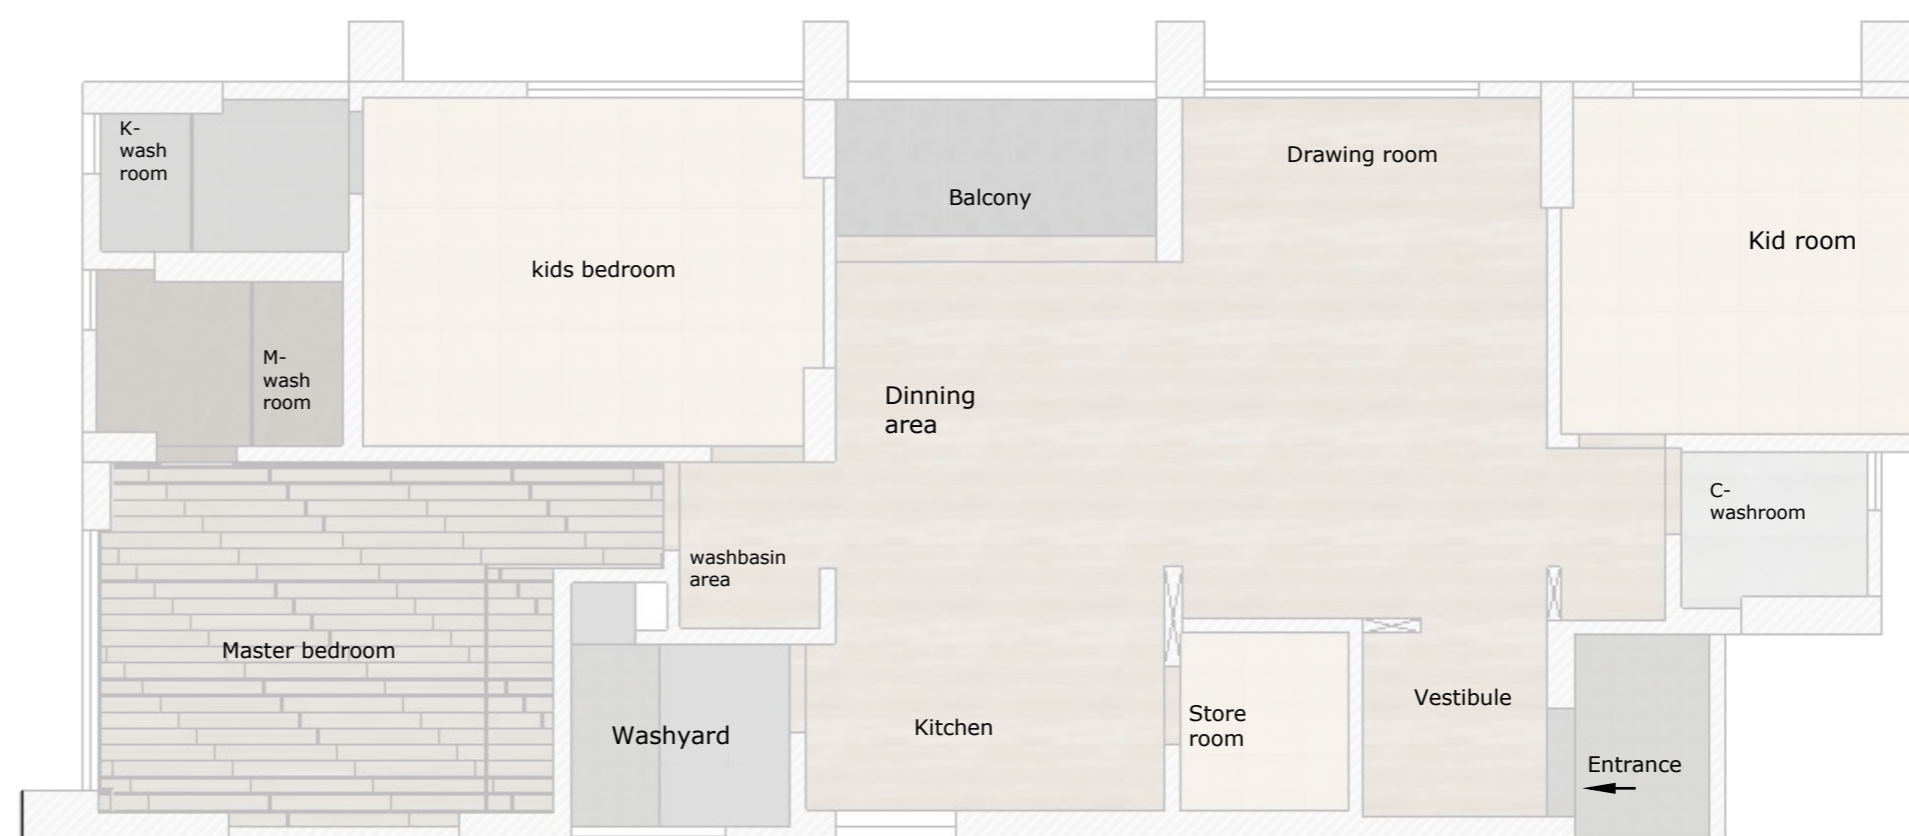 K-
wash
room
Balcony
Drawing room
Kid room
kids bedroom
M-
wash
room
Dinning
area
C-
washroom
washbasin
area
Master bedroom
Washyard
Kitchen
Store
room
Vestibule
Entrance